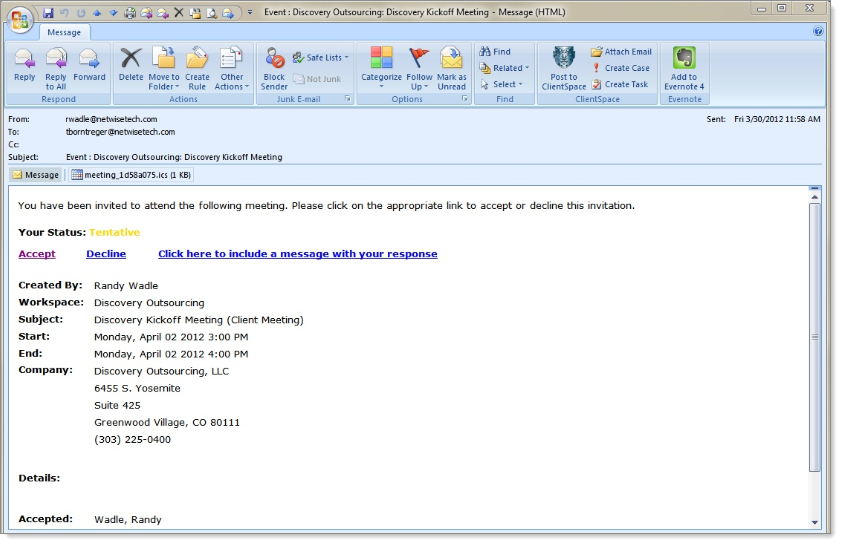 Event : Discovery Outsourcing: Discovery Kickoff Meeting - Message (HTML)
Message
Reply
Reply to All
Forward
Respond
Delete
Move to Folder
Create Rule
Other Actions
Actions
Block Sender
Safe Lists
Not Junk
Junk E-mail
Categorize
Follow Up
Mark as Unread
Options
Find
Related
Select
Find
Post to ClientSpace
Attach Email
Create Case
Create Task
ClientSpace
Add to Evernote 4
Evernote
From: rwadle@netwisetech.com Sent: Fri 3/30/2012 11:58 AM
To: tborntreger@netwisetech.com
Cc:
Subject: Event : Discovery Outsourcing: Discovery Kickoff Meeting
Message meeting_1d58a075.ics (1 KB)
You have been invited to attend the following meeting. Please click on the appropriate link to accept or decline this invitation.
Your Status: Tentative
Accept Decline Click here to include a message with your response
Created By: Randy Wadle
Workspace: Discovery Outsourcing
Subject: Discovery Kickoff Meeting (Client Meeting)
Start: Monday, April 02 2012 3:00 PM
End: Monday, April 02 2012 4:00 PM
Company: Discovery Outsourcing, LLC
6455 S. Yosemite
Suite 425
Greenwood Village, CO 80111
(303) 225-0400
Details:
Accepted: Wadle, Randy